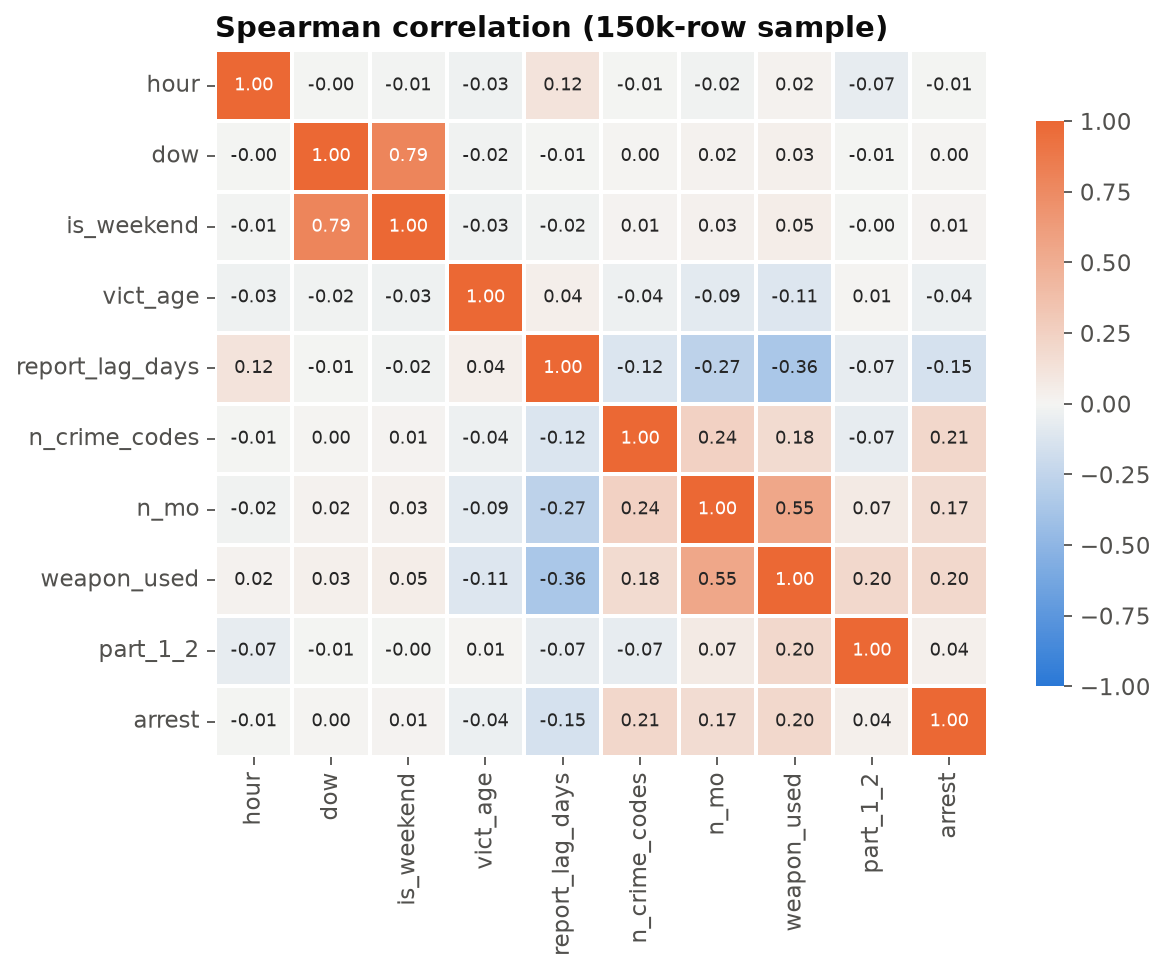 Spearman correlation (150k-row sample)
hour 1.00 -0.00 -0.01 -0.03 0.12 -0.01 -0.02 0.02 -0.07 -0.01
dow -0.00 1.00 0.79 -0.02 -0.01 0.00 0.02 0.03 -0.01 0.00
is_weekend -0.01 0.79 1.00 -0.03 -0.02 0.01 0.03 0.05 -0.00 0.01
vict_age -0.03 -0.02 -0.03 1.00 0.04 -0.04 -0.09 -0.11 0.01 -0.04
report_lag_days 0.12 -0.01 -0.02 0.04 1.00 -0.12 -0.27 -0.36 -0.07 -0.15
n_crime_codes -0.01 0.00 0.01 -0.04 -0.12 1.00 0.24 0.18 -0.07 0.21
n_mo -0.02 0.02 0.03 -0.09 -0.27 0.24 1.00 0.55 0.07 0.17
weapon_used 0.02 0.03 0.05 -0.11 -0.36 0.18 0.55 1.00 0.20 0.20
part_1_2 -0.07 -0.01 -0.00 0.01 -0.07 -0.07 0.07 0.20 1.00 0.04
arrest -0.01 0.00 0.01 -0.04 -0.15 0.21 0.17 0.20 0.04 1.00
hour dow is_weekend vict_age report_lag_days n_crime_codes n_mo weapon_used part_1_2 arrest
1.00
0.75
0.50
0.25
0.00
−0.25
−0.50
−0.75
−1.00